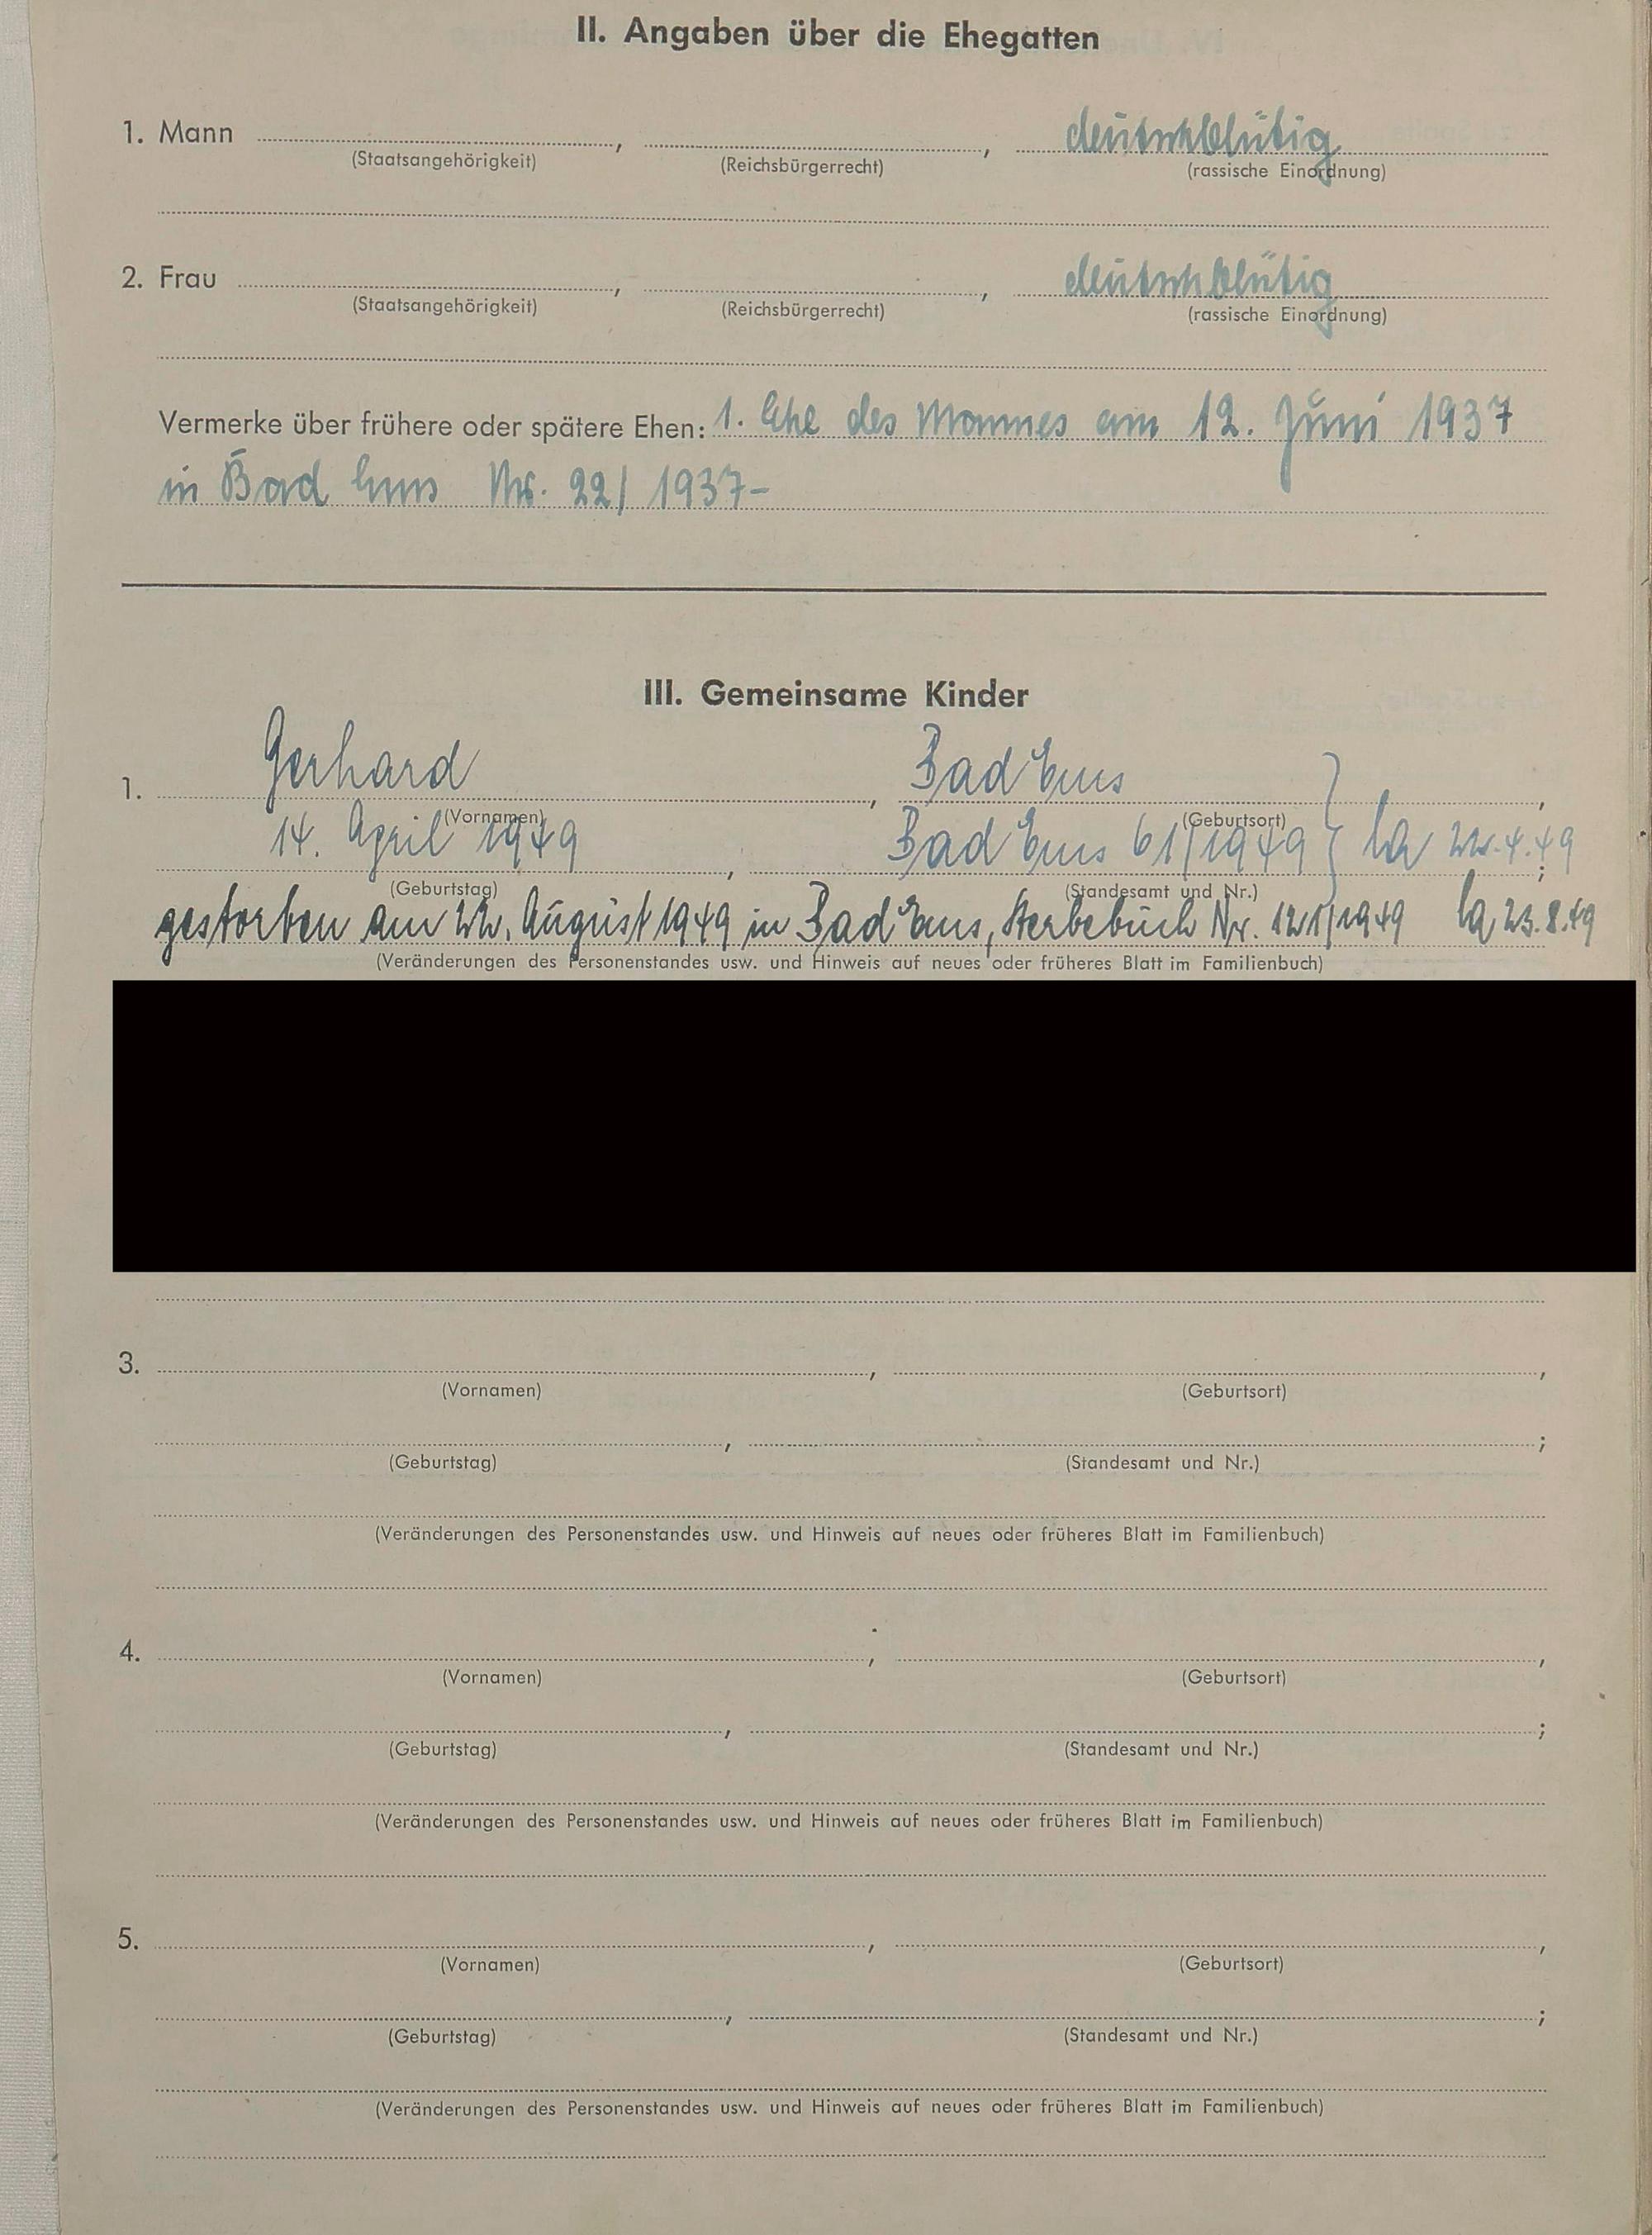 II. Angaben über die Ehegatten
1. Mann , , deutschblütig
(Staatsangehörigkeit) (Reichsbürgerrecht) (rassische Einordnung)
2. Frau , , deutschblütig
(Staatsangehörigkeit) (Reichsbürgerrecht) (rassische Einordnung)
Vermerke über frühere oder spätere Ehen: 1. Ehe des Mannes am 12. Juni 1937
in Bad Ems Nr. 22/1937-
III. Gemeinsame Kinder
1. Gerhard , Bad Ems ,
(Vornamen) (Geburtsort)
14. April 1949 , Bad Ems 61/1949 } 22.4.49 ;
(Geburtstag) (Standesamt und Nr.)
gestorben am 22. August 1949 in Bad Ems, Sterbebuch Nr. 121/1949 23.8.49
(Veränderungen des Personenstandes usw. und Hinweis auf neues oder früheres Blatt im Familienbuch)
3. , ,
(Vornamen) (Geburtsort)
, ;
(Geburtstag) (Standesamt und Nr.)
(Veränderungen des Personenstandes usw. und Hinweis auf neues oder früheres Blatt im Familienbuch)
4. , ,
(Vornamen) (Geburtsort)
, ;
(Geburtstag) (Standesamt und Nr.)
(Veränderungen des Personenstandes usw. und Hinweis auf neues oder früheres Blatt im Familienbuch)
5. , ,
(Vornamen) (Geburtsort)
, ;
(Geburtstag) (Standesamt und Nr.)
(Veränderungen des Personenstandes usw. und Hinweis auf neues oder früheres Blatt im Familienbuch)